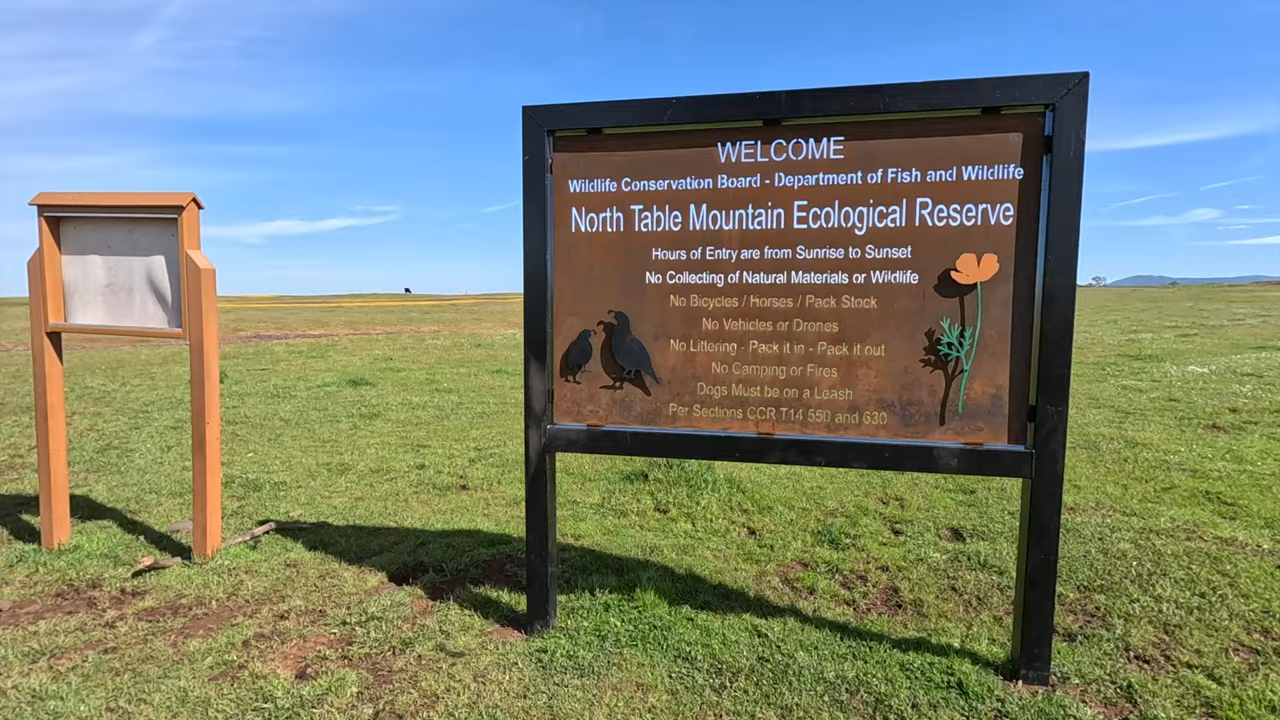 WELCOME
Wildlife Conservation Board - Department of Fish and Wildlife
North Table Mountain Ecological Reserve
Hours of Entry are from Sunrise to Sunset
No Collecting of Natural Materials or Wildlife
No Bicycles / Horses / Pack Stock
No Vehicles or Drones
No Littering - Pack it in - Pack it out
No Camping or Fires
Dogs Must be on a Leash
Per Sections CCR T14 550 and 630